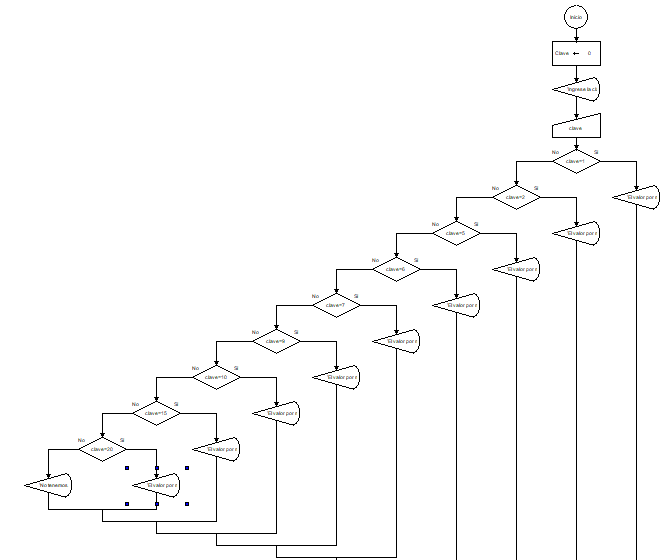 Inicio
Clave ← 0
'Ingrese la cl
clave
No
Si
clave=1
No
Si
clave=2
'El valor por r
No
Si
clave=5
'El valor por r
No
Si
clave=6
'El valor por r
No
Si
clave=7
'El valor por r
No
Si
clave=9
'El valor por r
No
Si
clave=10
'El valor por r
No
Si
clave=15
'El valor por r
No
Si
clave=20
'El valor por r
'No tenemos
'El valor por r